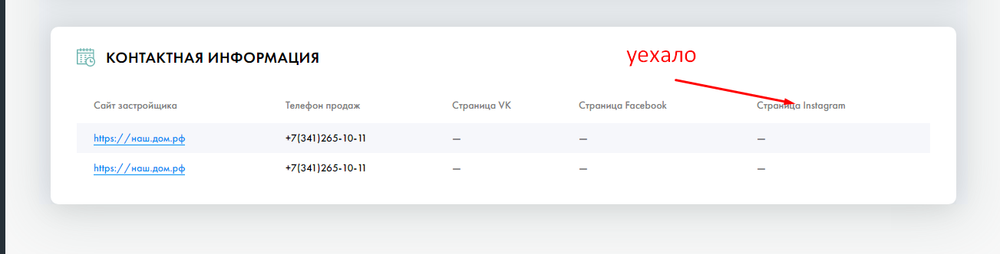 КОНТАКТНАЯ ИНФОРМАЦИЯ
уехало
Сайт застройщика Телефон продаж Страница VK Страница Facebook Страница Instagram
https://наш.дом.рф +7(341)265-10-11 — — —
https://наш.дом.рф +7(341)265-10-11 — — —